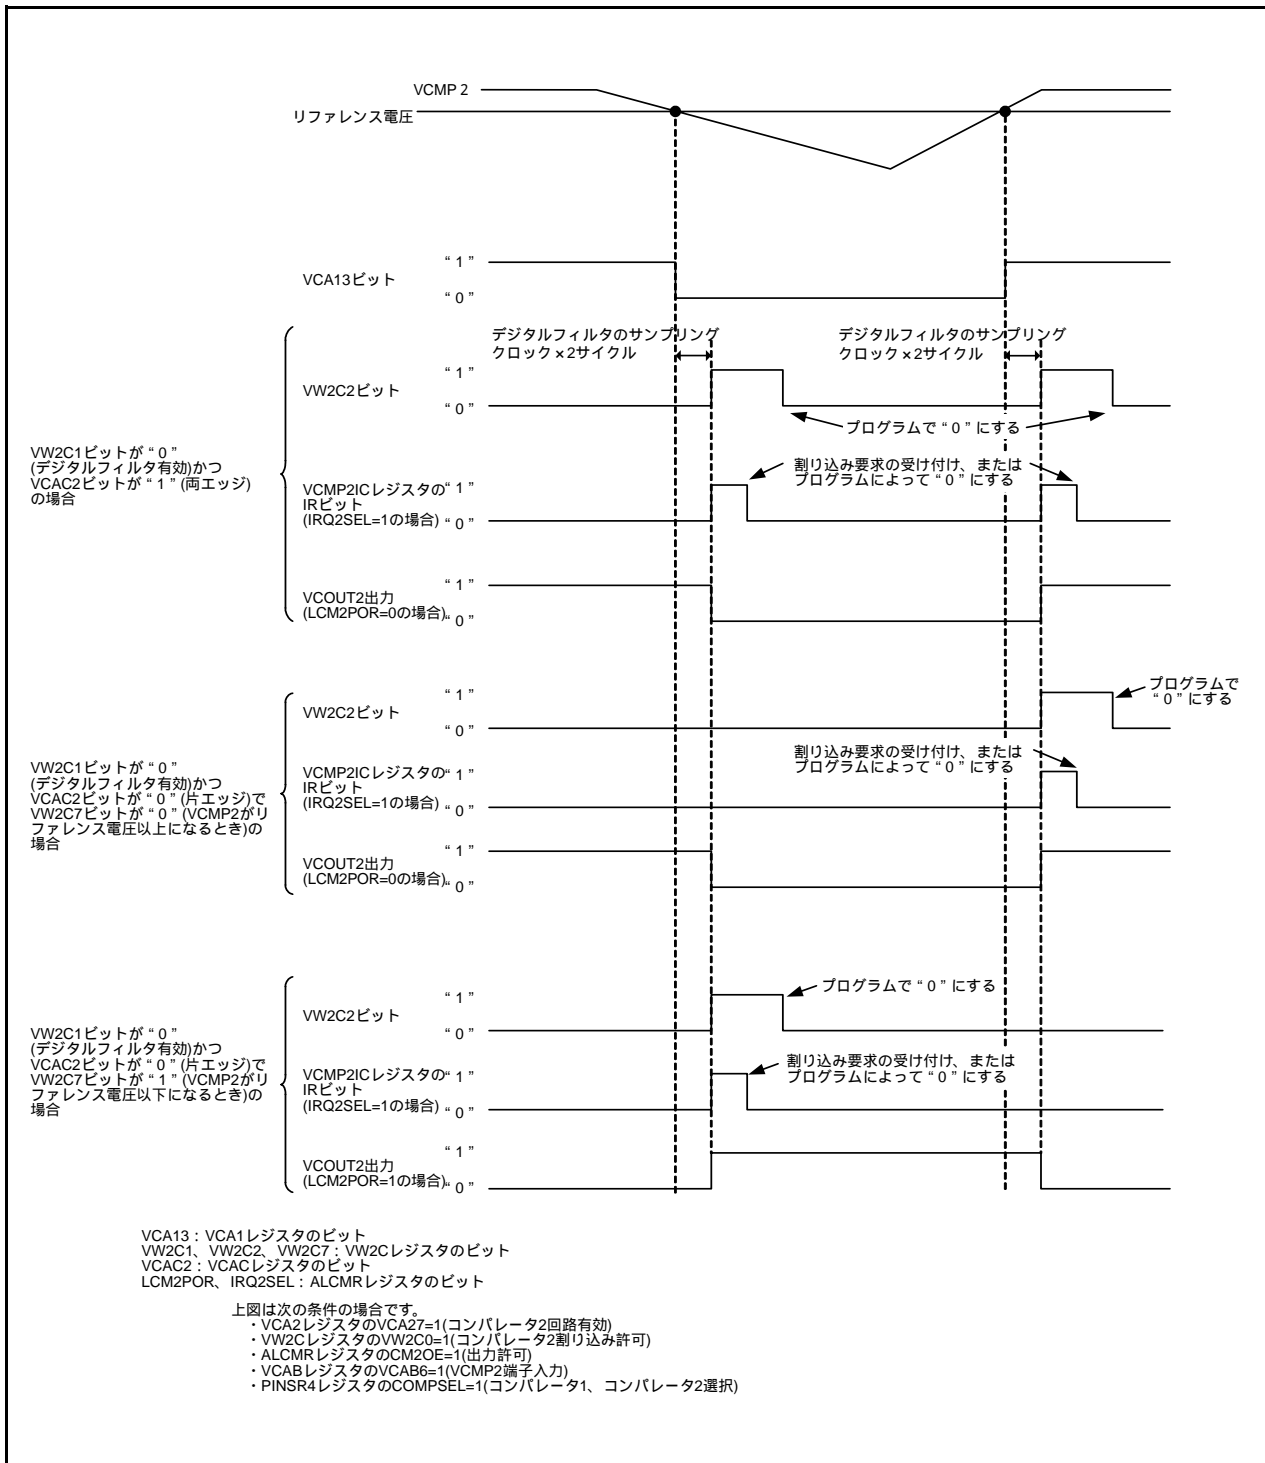 VCMP 2
リファレンス電圧
“ 1 ”
VCA13ビット
“ 0 ”
デジタルフィルタのサンプリング
クロック×2サイクル
デジタルフィルタのサンプリング
クロック×2サイクル
“ 1 ”
VW2C2ビット
“ 0 ”
プログラムで “ 0 ” にする
VW2C1ビットが “ 0 ”
(デジタルフィルタ有効)かつ
VCAC2ビットが “ 1 ” (両エッジ)
の場合
割り込み要求の受け付け、または
プログラムによって “ 0 ” にする
VCMP2ICレジスタの “ 1 ”
IRビット
(IRQ2SEL=1の場合) “ 0 ”
“ 1 ”
VCOUT2出力
(LCM2POR=0の場合) “ 0 ”
“ 1 ”
VW2C2ビット
“ 0 ”
プログラムで
“ 0 ” にする
VW2C1ビットが “ 0 ”
(デジタルフィルタ有効)かつ
VCAC2ビットが “ 0 ” (片エッジ)で
VW2C7ビットが “ 0 ” (VCMP2がリ
ファレンス電圧以上になるとき)の
場合
割り込み要求の受け付け、または
プログラムによって “ 0 ” にする
VCMP2ICレジスタの “ 1 ”
IRビット
(IRQ2SEL=1の場合) “ 0 ”
“ 1 ”
VCOUT2出力
(LCM2POR=0の場合) “ 0 ”
“ 1 ”
VW2C2ビット
“ 0 ”
プログラムで “ 0 ” にする
VW2C1ビットが “ 0 ”
(デジタルフィルタ有効)かつ
VCAC2ビットが “ 0 ” (片エッジ)で
VW2C7ビットが “ 1 ” (VCMP2がリ
ファレンス電圧以下になるとき)の
場合
割り込み要求の受け付け、または
プログラムによって “ 0 ” にする
VCMP2ICレジスタの “ 1 ”
IRビット
(IRQ2SEL=1の場合) “ 0 ”
“ 1 ”
VCOUT2出力
(LCM2POR=1の場合) “ 0 ”
VCA13 : VCA1レジスタのビット
VW2C1、VW2C2、VW2C7 : VW2Cレジスタのビット
VCAC2 : VCACレジスタのビット
LCM2POR、IRQ2SEL : ALCMRレジスタのビット
上図は次の条件の場合です。
・VCA2レジスタのVCA27=1(コンパレータ2回路有効)
・VW2CレジスタのVW2C0=1(コンパレータ2割り込み許可)
・ALCMRレジスタのCM2OE=1(出力許可)
・VCABレジスタのVCAB6=1(VCMP2端子入力)
・PINSR4レジスタのCOMPSEL=1(コンパレータ1、コンパレータ2選択)